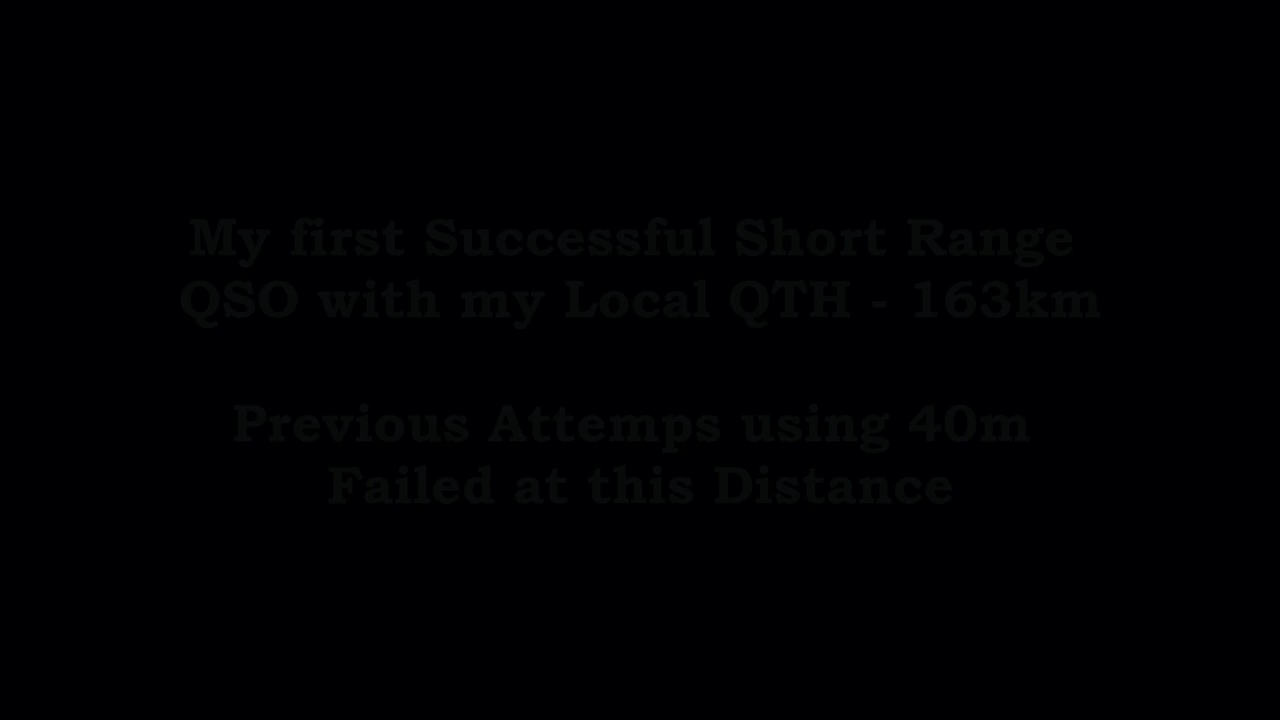 My first Successful Short Range
QSO with my Local QTH - 163km
Previous Attemps using 40m
Failed at this Distance